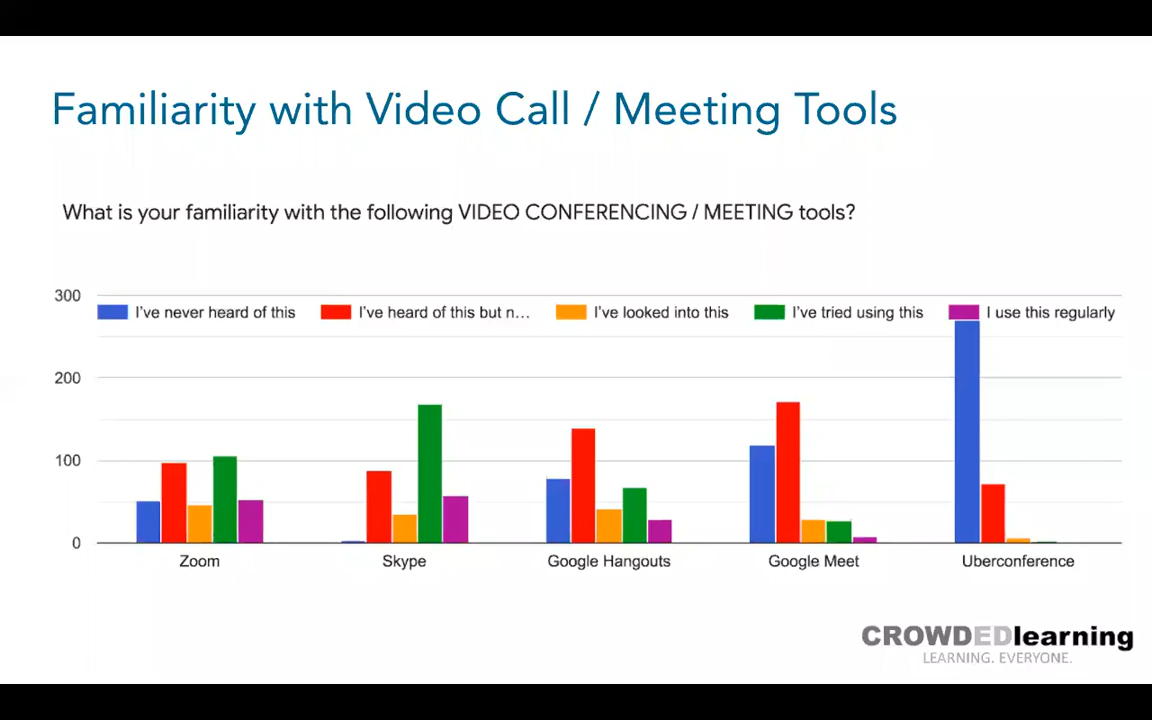 Familiarity with Video Call / Meeting Tools
What is your familiarity with the following VIDEO CONFERENCING / MEETING tools?
300
I've never heard of this
I've heard of this but n...
I've looked into this
I've tried using this
I use this regularly
200
100
0
Zoom
Skype
Google Hangouts
Google Meet
Uberconference
CROWDEDlearning
LEARNING. EVERYONE.